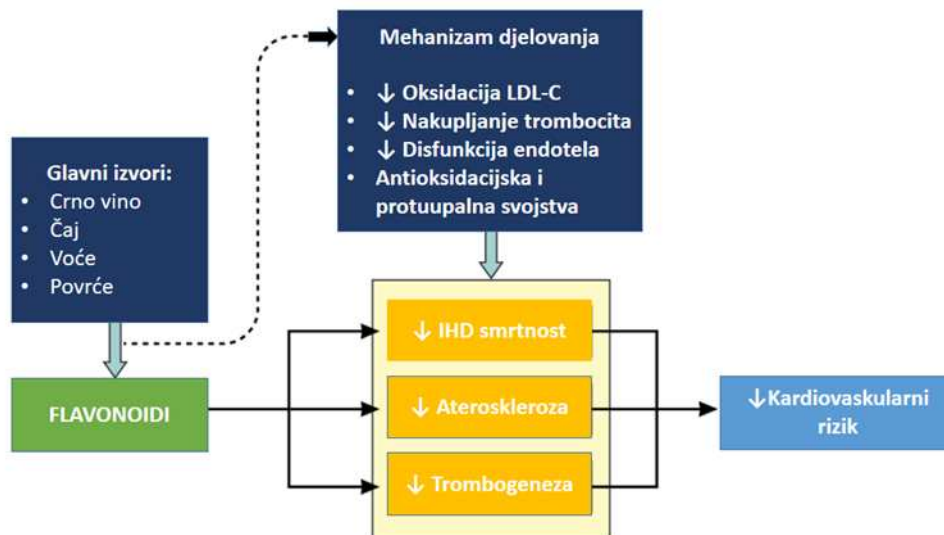 Mehanizam djelovanja
• ↓ Oksidacija LDL-C
• ↓ Nakupljanje trombocita
• ↓ Disfunkcija endotela
• Antioksidacijska i
protuupalna svojstva
Glavni izvori:
• Crno vino
• Čaj
• Voće
• Povrće
FLAVONOIDI
↓ IHD smrtnost
↓ Ateroskleroza
↓ Trombogeneza
↓Kardiovaskularni
rizik